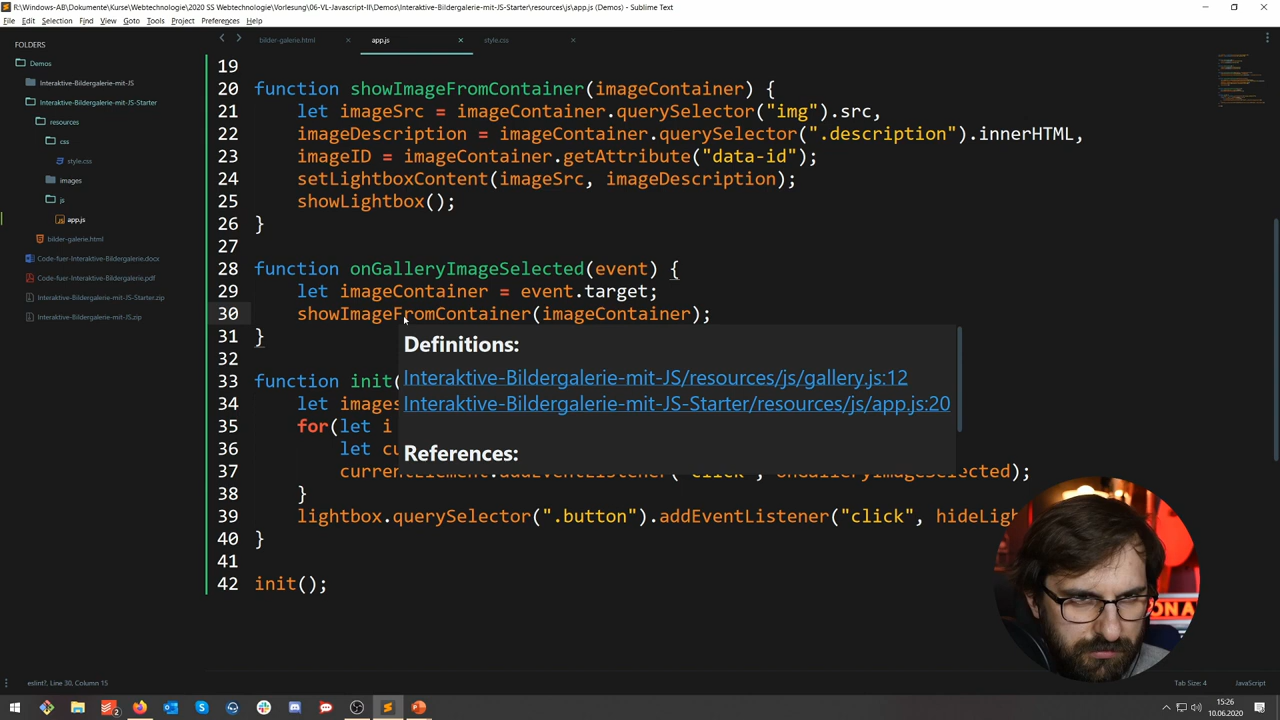 R:\Windows-AB\Dokumente\Kurse\Webtechnologie\2020 SS Webtechnologie\Vorlesung\06-VL-Javascript-II\Demos\Interaktive-Bildergalerie-mit-JS-Starter\resources\js\app.js (Demos) - Sublime Text
File Edit Selection Find View Goto Tools Project Preferences Help
FOLDERS
Demos
Interaktive-Bildergalerie-mit-JS
Interaktive-Bildergalerie-mit-JS-Starter
resources
css
style.css
images
js
app.js
bilder-galerie.html
Code-fuer-Interaktive-Bildergalerie.docx
Code-fuer-Interaktive-Bildergalerie.pdf
Interaktive-Bildergalerie-mit-JS-Starter.zip
Interaktive-Bildergalerie-mit-JS.zip
bilder-galerie.html app.js style.css
19
20 function showImageFromContainer(imageContainer) {
21 let imageSrc = imageContainer.querySelector("img").src,
22 imageDescription = imageContainer.querySelector(".description").innerHTML,
23 imageID = imageContainer.getAttribute("data-id");
24 setLightboxContent(imageSrc, imageDescription);
25 showLightbox();
26 }
27
28 function onGalleryImageSelected(event) {
29 let imageContainer = event.target;
30 showImageFromContainer(imageContainer);
31 }
32
33 function init(
34 let images
35 for(let i
36 let cu
37 currentElement.addEventListener("click", onGalleryImageSelected);
38 }
39 lightbox.querySelector(".button").addEventListener("click", hideLigh
40 }
41
42 init();
Definitions:
Interaktive-Bildergalerie-mit-JS/resources/js/gallery.js:12
Interaktive-Bildergalerie-mit-JS-Starter/resources/js/app.js:20
References:
eslint?, Line 30, Column 15
Tab Size: 4 JavaScript
2
15:26
10.06.2020